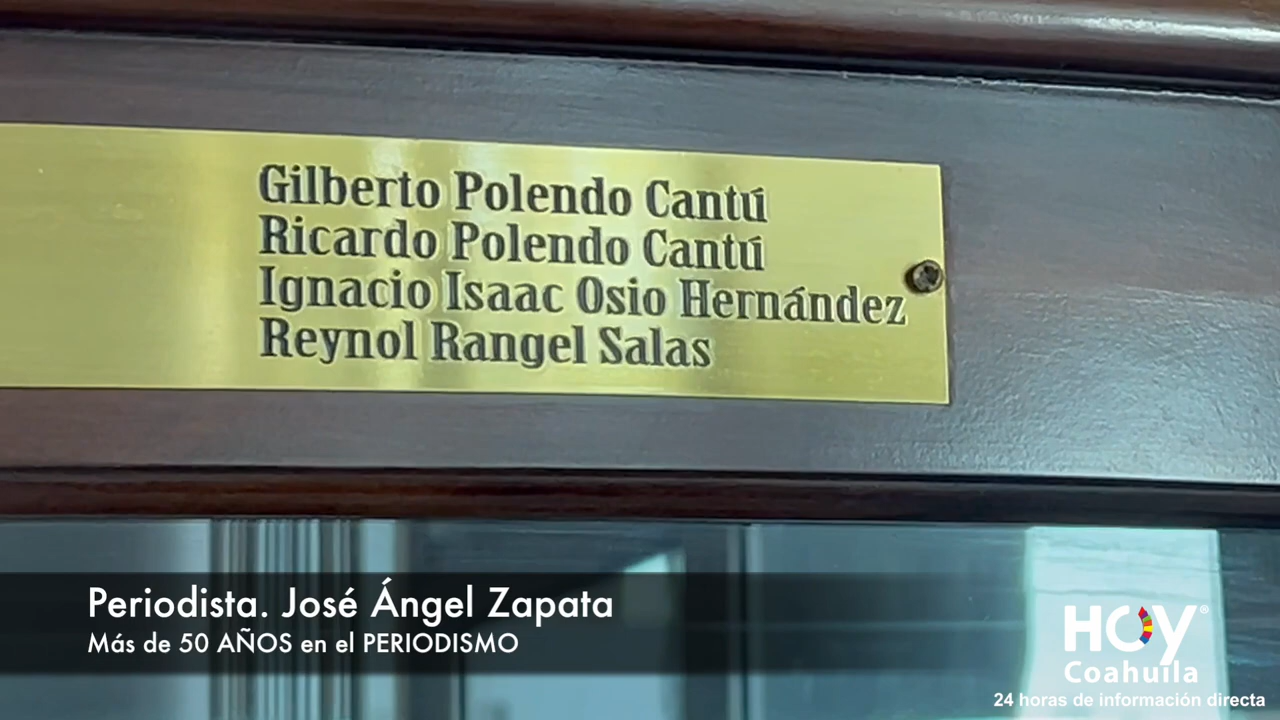 Gilberto Polendo Cantú
Ricardo Polendo Cantú
Ignacio Isaac Osio Hernández
Reynol Rangel Salas
Periodista. José Ángel Zapata
Más de 50 AÑOS en el PERIODISMO
HOY®
Coahuila
24 horas de información directa